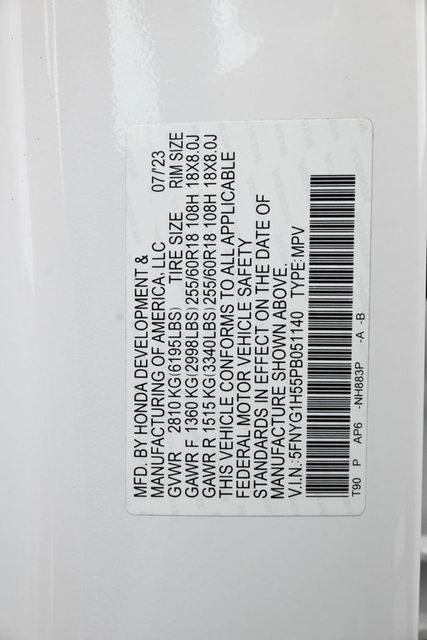 MFD. BY HONDA DEVELOPMENT &
MANUFACTURING OF AMERICA, LLC 07/'23
GVWR 2810 KG(6195LBS) TIRE SIZE RIM SIZE
GAWR F 1360 KG(2998LBS) 255/60R18 108H 18X8.0J
GAWR R 1515 KG(3340LBS) 255/60R18 108H 18X8.0J
THIS VEHICLE CONFORMS TO ALL APPLICABLE
FEDERAL MOTOR VEHICLE SAFETY
STANDARDS IN EFFECT ON THE DATE OF
MANUFACTURE SHOWN ABOVE.
V.I.N.:5FNYG1H55PB051140 TYPE:MPV
T90 P AP6 -NH883P -A -B